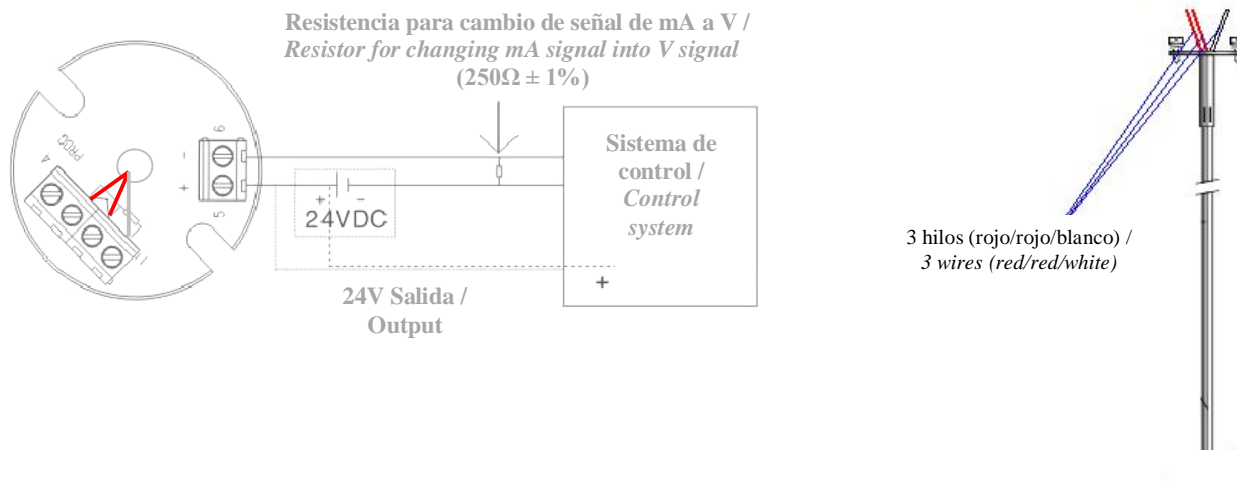 Resistencia para cambio de señal de mA a V /
Resistor for changing mA signal into V signal
(250Ω ± 1%)
6
-
+
5
4
PROG
1
+ -
24VDC
Sistema de
control /
Control
system
+
24V Salida /
Output
3 hilos (rojo/rojo/blanco) /
3 wires (red/red/white)